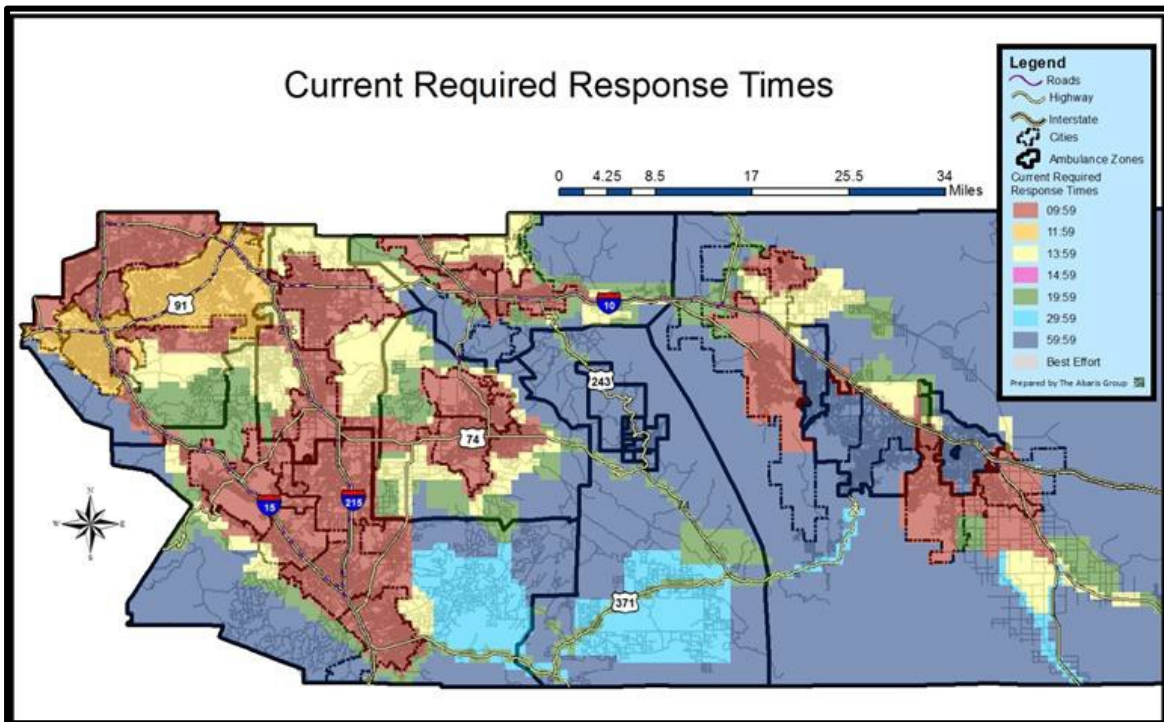 Current Required Response Times
Legend
Roads
Highway
Interstate
Cities
Ambulance Zones
Current Required
Response Times
09:59
11:59
13:59
14:59
19:59
29:59
59:59
Best Effort
Prepared by The Abaris Group
0 4.25 8.5 17 25.5 34
Miles
91
10
243
74
15
215
371
N
W E
S